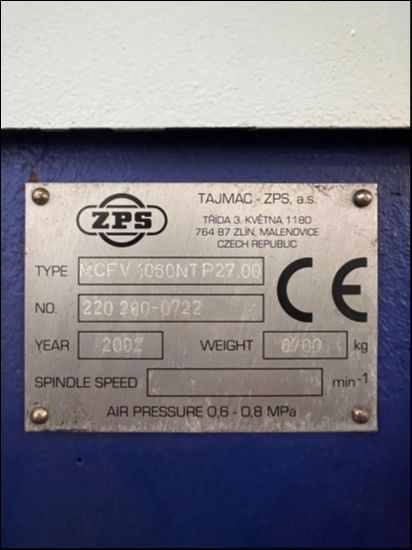 ZPS
TAJMAC - ZPS, a.s.
TŘÍDA 3. KVĚTNA 1180
764 87 ZLÍN, MALENOVICE
CZECH REPUBLIC
TYPE MCFV 1060NT P27.00
CE
NO. 220 280-0722
YEAR 2002 WEIGHT kg
SPINDLE SPEED min-1
AIR PRESSURE 0,6 - 0,8 MPa